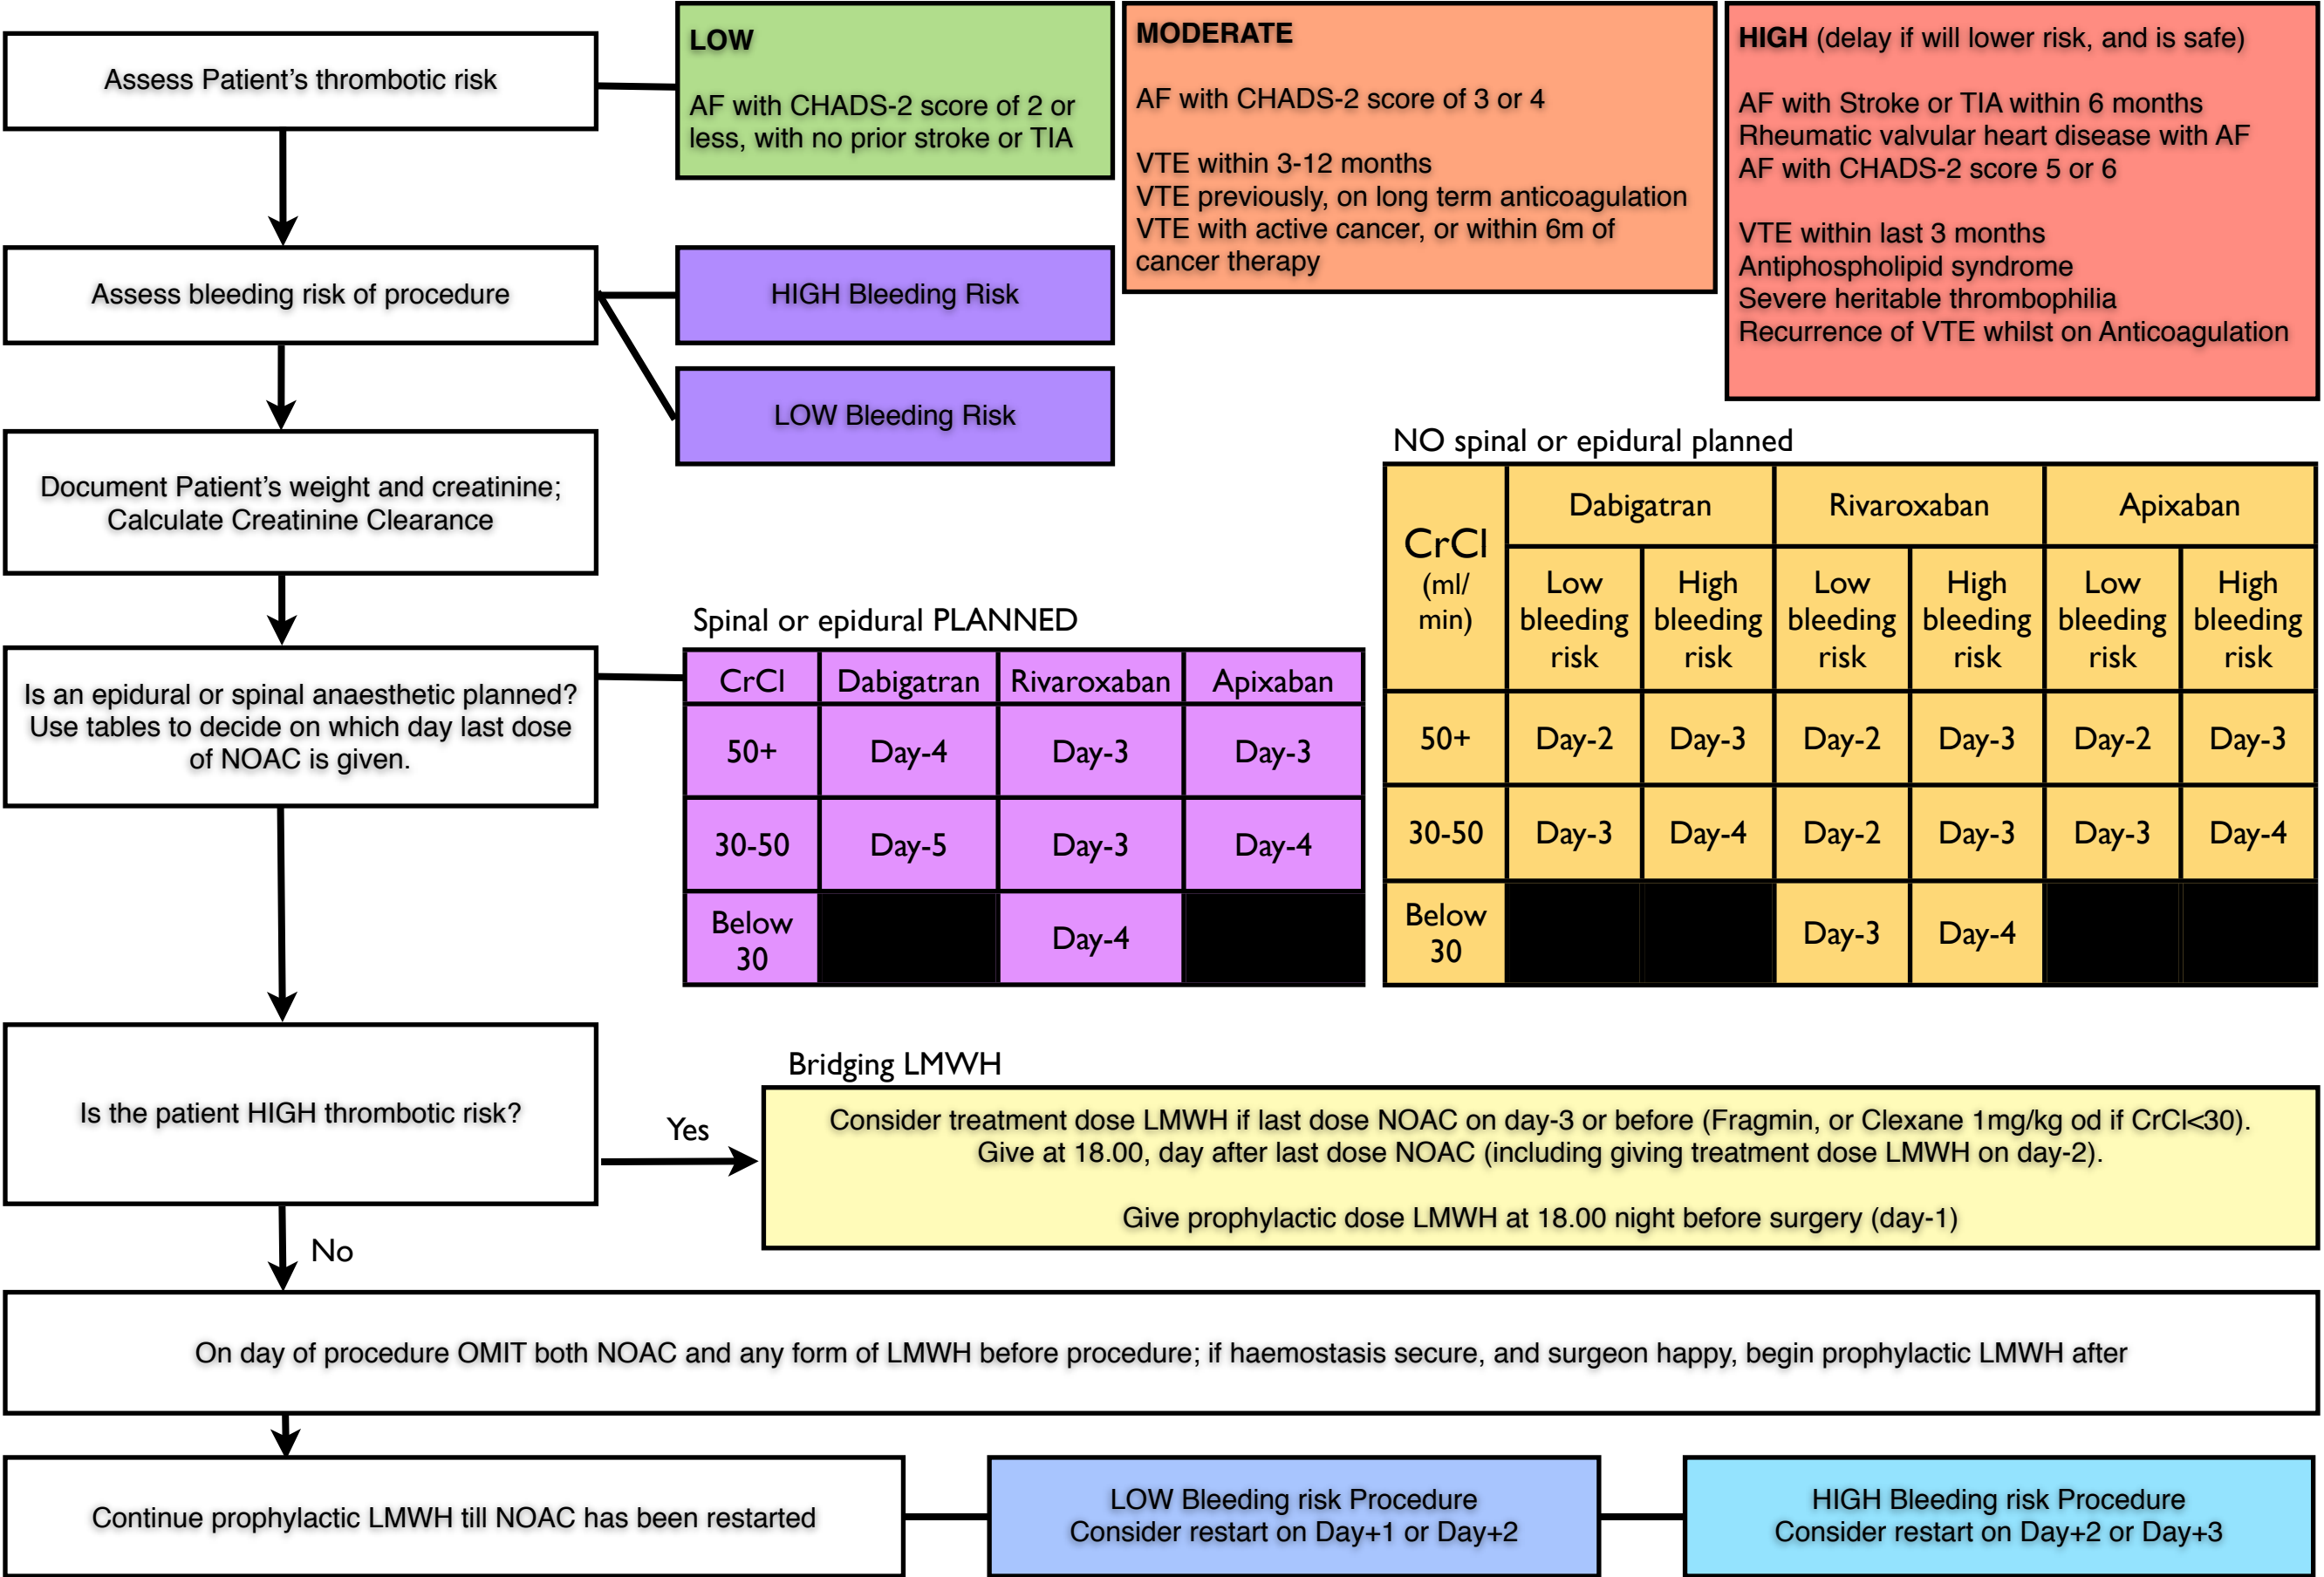 Assess Patient's thrombotic risk
LOW
AF with CHADS-2 score of 2 or
less, with no prior stroke or TIA
MODERATE
AF with CHADS-2 score of 3 or 4
VTE within 3-12 months
VTE previously, on long term anticoagulation
VTE with active cancer, or within 6m of
cancer therapy
HIGH (delay if will lower risk, and is safe)
AF with Stroke or TIA within 6 months
Rheumatic valvular heart disease with AF
AF with CHADS-2 score 5 or 6
VTE within last 3 months
Antiphospholipid syndrome
Severe heritable thrombophilia
Recurrence of VTE whilst on Anticoagulation
Assess bleeding risk of procedure
HIGH Bleeding Risk
LOW Bleeding Risk
Document Patient's weight and creatinine;
Calculate Creatinine Clearance
Is an epidural or spinal anaesthetic planned?
Use tables to decide on which day last dose
of NOAC is given.
Spinal or epidural PLANNED
CrCl Dabigatran Rivaroxaban Apixaban
50+ Day-4 Day-3 Day-3
30-50 Day-5 Day-3 Day-4
Below
30
Day-4
NO spinal or epidural planned
CrCl
(ml/
min)
Dabigatran Rivaroxaban Apixaban
Low High Low High Low High
bleeding bleeding bleeding bleeding bleeding bleeding
risk risk risk risk risk risk
50+ Day-2 Day-3 Day-2 Day-3 Day-2 Day-3
30-50 Day-3 Day-4 Day-2 Day-3 Day-3 Day-4
Below
30
Day-3 Day-4
Is the patient HIGH thrombotic risk?
Yes
No
Bridging LMWH
Consider treatment dose LMWH if last dose NOAC on day-3 or before (Fragmin, or Clexane 1mg/kg od if CrCl<30).
Give at 18.00, day after last dose NOAC (including giving treatment dose LMWH on day-2).
Give prophylactic dose LMWH at 18.00 night before surgery (day-1)
On day of procedure OMIT both NOAC and any form of LMWH before procedure; if haemostasis secure, and surgeon happy, begin prophylactic LMWH after
Continue prophylactic LMWH till NOAC has been restarted
LOW Bleeding risk Procedure
Consider restart on Day+1 or Day+2
HIGH Bleeding risk Procedure
Consider restart on Day+2 or Day+3